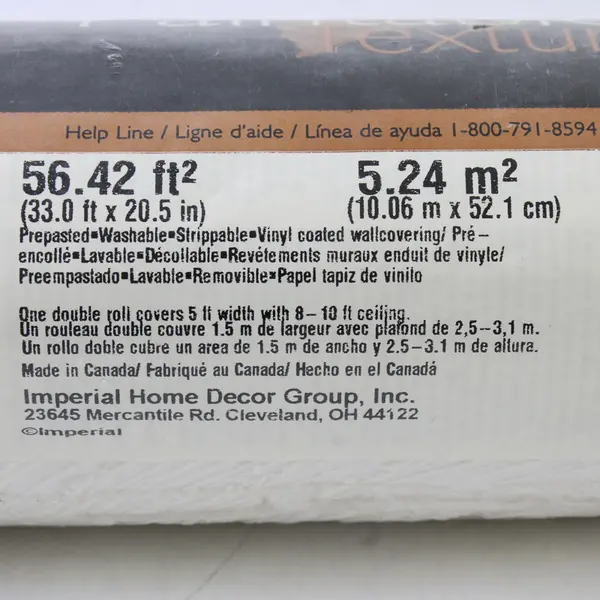 Textur
Help Line / Ligne d'aide / Línea de ayuda 1-800-791-8594
56.42 ft² 5.24 m²
(33.0 ft x 20.5 in) (10.06 m x 52.1 cm)
Prepasted▪Washable▪Strippable▪Vinyl coated wallcovering/ Pré–
encollé▪Lavable▪Décollable▪Revêtements muraux enduit de vinyle/
Preempastado▪Lavable▪Removible▪Papel tapiz de vinilo
One double roll covers 5 ft width with 8–10 ft ceiling.
Un rouleau double couvre 1.5 m de largeur avec plafond de 2,5–3,1 m.
Un rollo doble cubre un area de 1.5 m de ancho y 2.5–3.1 m de altura.
Made in Canada/ Fabriqué au Canada/ Hecho en el Canadá
Imperial Home Decor Group, Inc.
23645 Mercantile Rd. Cleveland, OH 44122
©Imperial